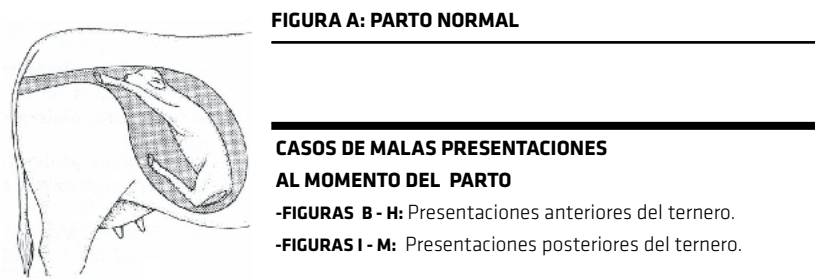 FIGURA A: PARTO NORMAL
CASOS DE MALAS PRESENTACIONES
AL MOMENTO DEL PARTO
-FIGURAS B - H: Presentaciones anteriores del ternero.
-FIGURAS I - M: Presentaciones posteriores del ternero.